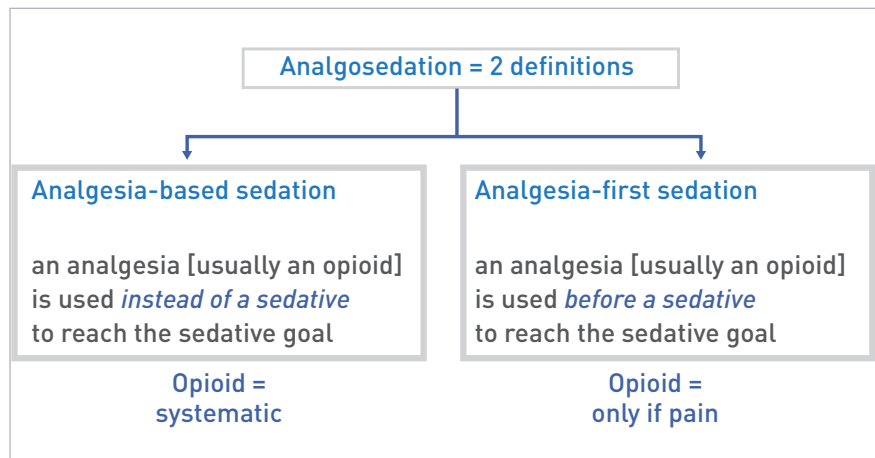 Analgosedation = 2 definitions
Analgesia-based sedation
an analgesia [usually an opioid]
is used instead of a sedative
to reach the sedative goal
Opioid =
systematic
Analgesia-first sedation
an analgesia [usually an opioid]
is used before a sedative
to reach the sedative goal
Opioid =
only if pain